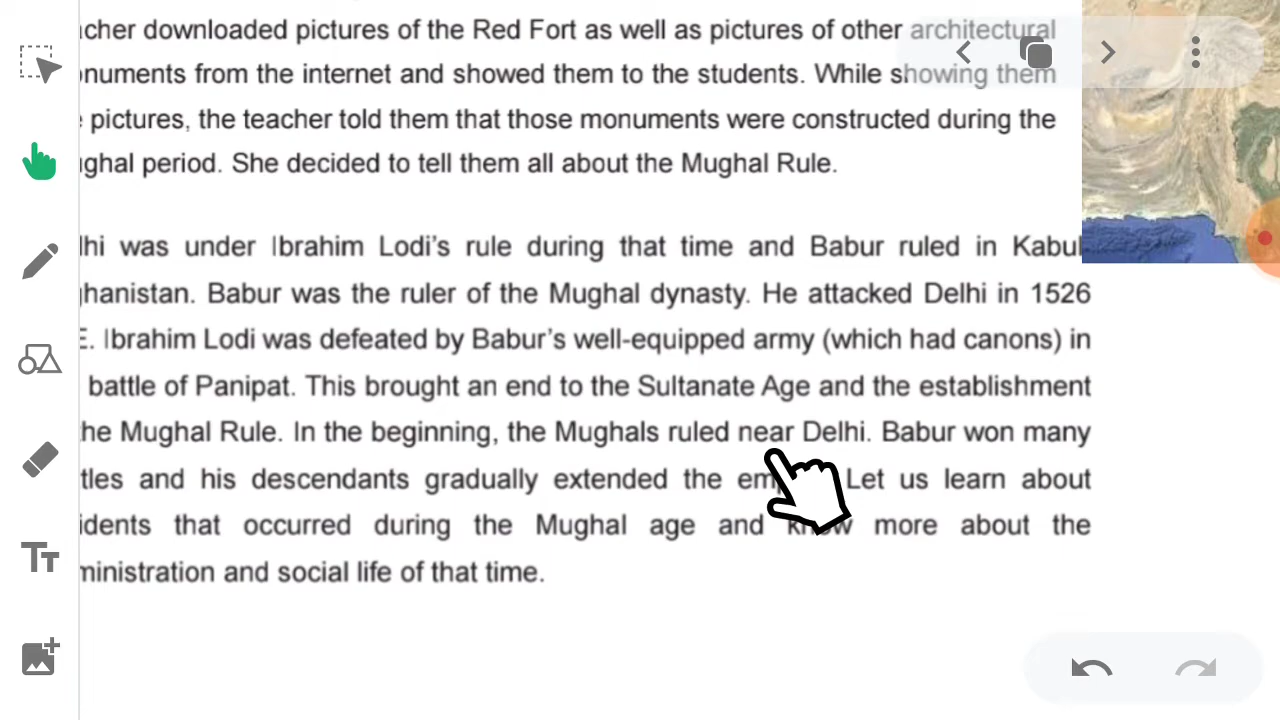 cher downloaded pictures of the Red Fort as well as pictures of other architectural
numents from the internet and showed them to the students. While showing them
pictures, the teacher told them that those monuments were constructed during the
ghal period. She decided to tell them all about the Mughal Rule.
lhi was under Ibrahim Lodi's rule during that time and Babur ruled in Kabul
hanistan. Babur was the ruler of the Mughal dynasty. He attacked Delhi in 1526
E. Ibrahim Lodi was defeated by Babur's well-equipped army (which had canons) in
battle of Panipat. This brought an end to the Sultanate Age and the establishment
he Mughal Rule. In the beginning, the Mughals ruled near Delhi. Babur won many
tles and his descendants gradually extended the Let us learn about
idents that occurred during the Mughal age and know more about the
ministration and social life of that time.
Tт